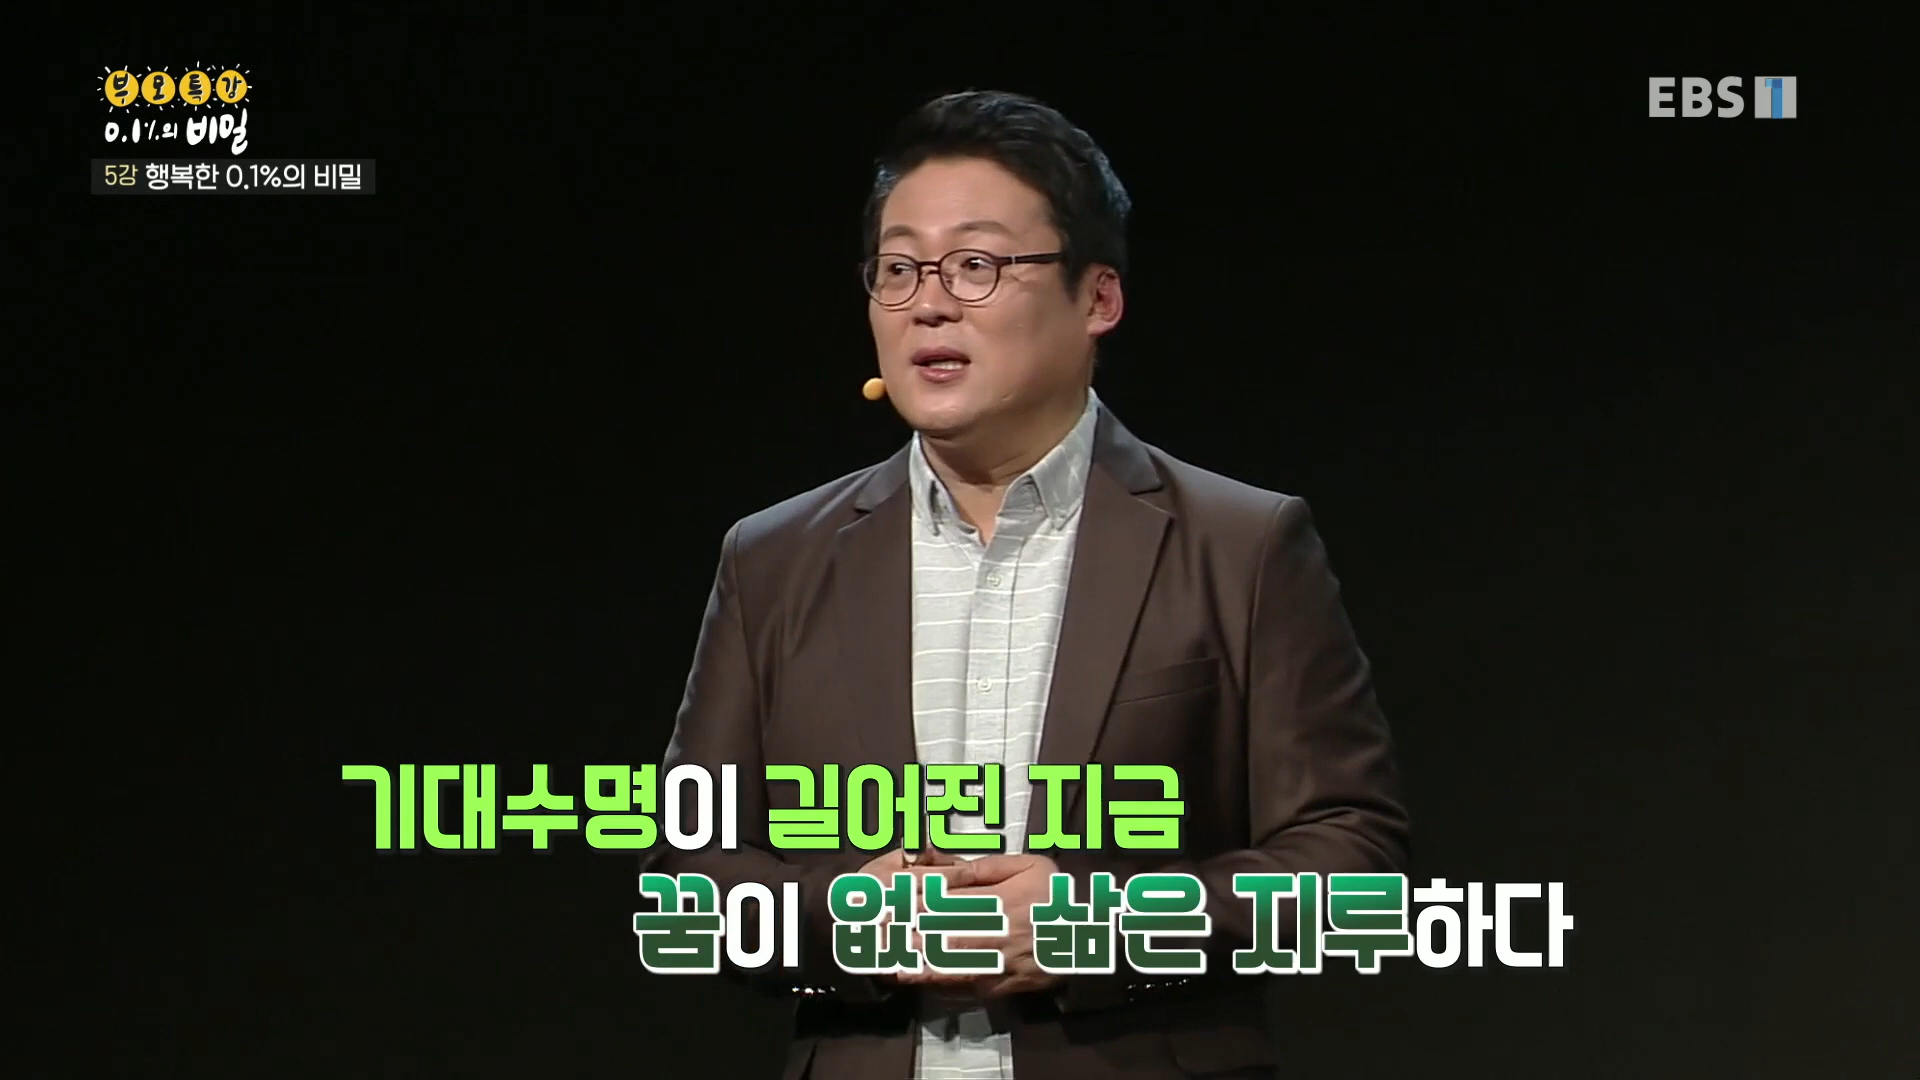 부모특강
0.1%의 비밀
5강 행복한 0.1%의 비밀
EBS 1
기대수명이 길어진 지금
꿈이 없는 삶은 지루하다